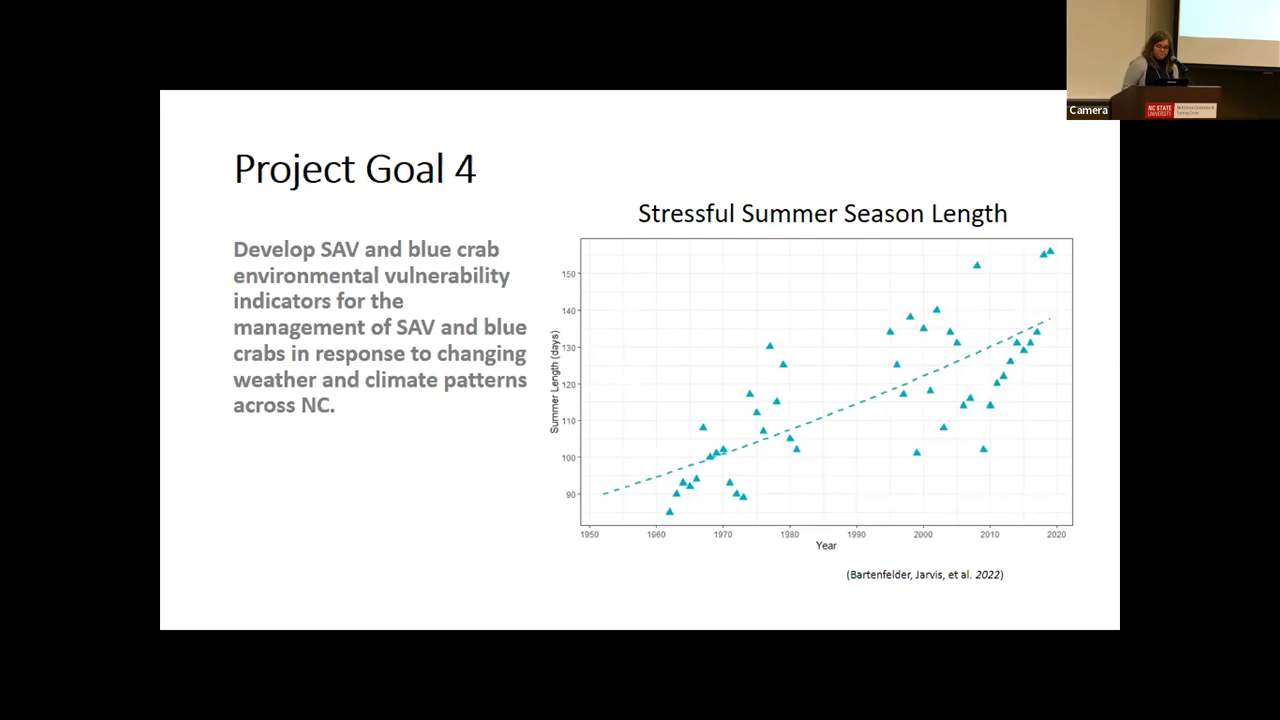 Project Goal 4
Develop SAV and blue crab
environmental vulnerability
indicators for the
management of SAV and blue
crabs in response to changing
weather and climate patterns
across NC.
Stressful Summer Season Length
Summer Length (days)
150
140
130
120
110
100
90
1950 1960 1970 1980 1990 2000 2010 2020
Year
(Bartenfelder, Jarvis, et al. 2022)
Camera
NC STATE
UNIVERSITY